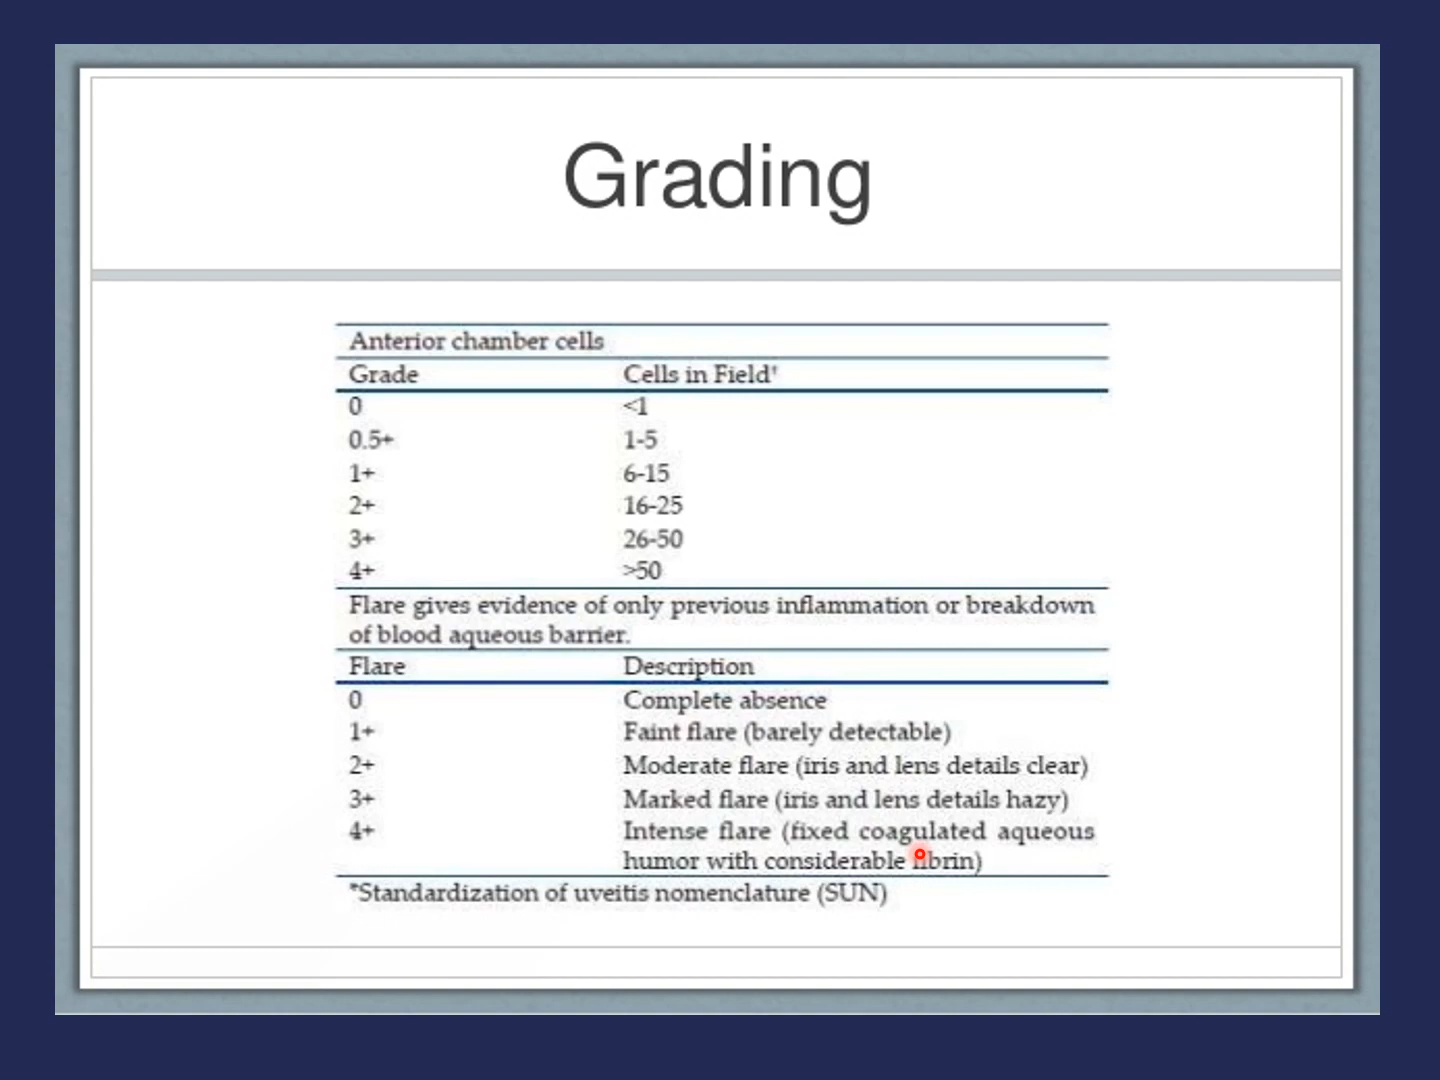 Grading
Anterior chamber cells
Grade Cells in Field†
0 <1
0.5+ 1-5
1+ 6-15
2+ 16-25
3+ 26-50
4+ >50
Flare gives evidence of only previous inflammation or breakdown
of blood aqueous barrier.
Flare Description
0 Complete absence
1+ Faint flare (barely detectable)
2+ Moderate flare (iris and lens details clear)
3+ Marked flare (iris and lens details hazy)
4+ Intense flare (fixed coagulated aqueous
humor with considerable fibrin)
*Standardization of uveitis nomenclature (SUN)